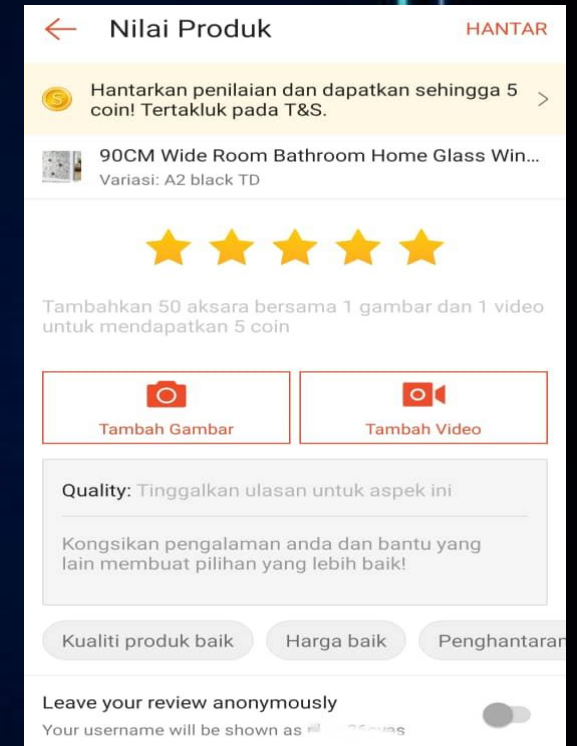 Nilai Produk
HANTAR
Hantarkan penilaian dan dapatkan sehingga 5
coin! Tertakluk pada T&S.
90CM Wide Room Bathroom Home Glass Win...
Variasi: A2 black TD
Tambahkan 50 aksara bersama 1 gambar dan 1 video
untuk mendapatkan 5 coin
Tambah Gambar
Tambah Video
Quality: Tinggalkan ulasan untuk aspek ini
Kongsikan pengalaman anda dan bantu yang
lain membuat pilihan yang lebih baik!
Kualiti produk baik
Harga baik
Penghantaran
Leave your review anonymously
Your username will be shown as